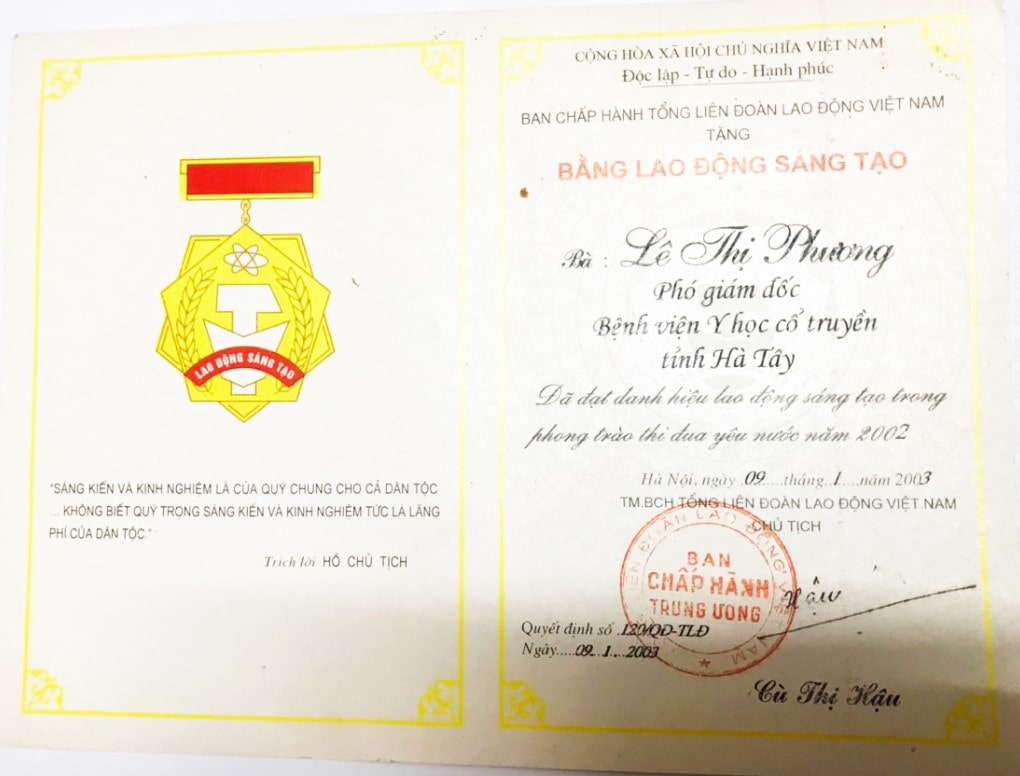 LAO ĐỘNG SÁNG TẠO
"SÁNG KIẾN VÀ KINH NGHIỆM LÀ CỦA QUÝ CHUNG CHO CẢ DÂN TỘC
... KHÔNG BIẾT QUÝ TRỌNG SÁNG KIẾN VÀ KINH NGHIỆM TỨC LÀ LÃNG
PHÍ CỦA DÂN TỘC."
Trích lời HỒ CHỦ TỊCH
CỘNG HÒA XÃ HỘI CHỦ NGHĨA VIỆT NAM
Độc lập - Tự do - Hạnh phúc
BAN CHẤP HÀNH TỔNG LIÊN ĐOÀN LAO ĐỘNG VIỆT NAM
TẶNG
BẰNG LAO ĐỘNG SÁNG TẠO
Bà : Lê Thị Phương
Phó giám đốc
Bệnh viện Y học cổ truyền
tỉnh Hà Tây
Đã đạt danh hiệu lao động sáng tạo trong
phong trào thi đua yêu nước năm 2002
Hà Nội, ngày 09 tháng 1 năm 2003
TM.BCH TỔNG LIÊN ĐOÀN LAO ĐỘNG VIỆT NAM
CHỦ TỊCH
LIÊN ĐOÀN LAO ĐỘNG VIỆT NAM
BAN
CHẤP HÀNH
TRUNG ƯƠNG
Hậu
Quyết định số 120/QĐ-TLĐ
Ngày.....09...1....2003
Cù Thị Hậu